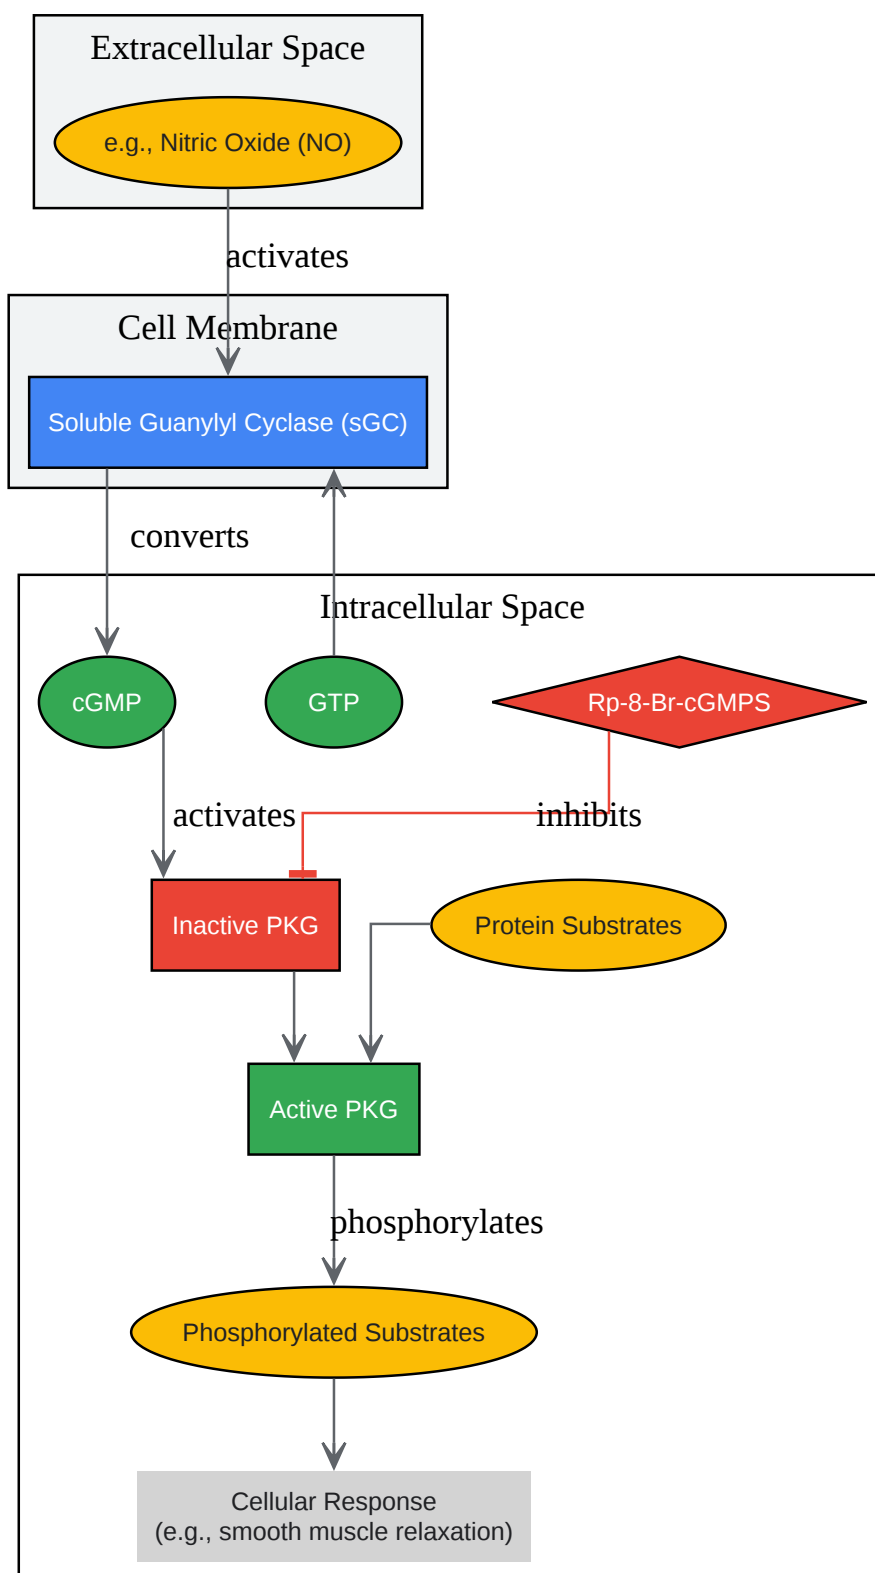 Extracellular Space
e.g., Nitric Oxide (NO)
activates
Cell Membrane
Soluble Guanylyl Cyclase (sGC)
converts
Intracellular Space
cGMP
GTP
Rp-8-Br-cGMPS
activates
inhibits
Inactive PKG
Protein Substrates
Active PKG
phosphorylates
Phosphorylated Substrates
Cellular Response
(e.g., smooth muscle relaxation)